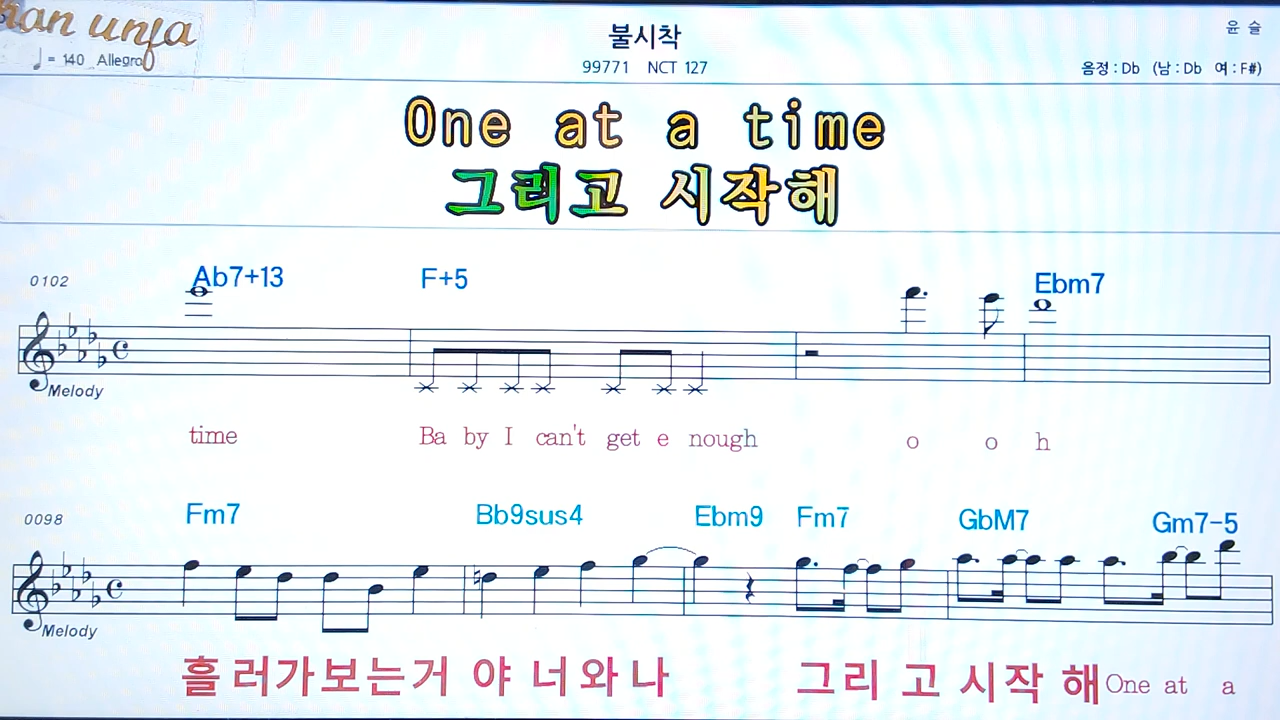 불시착
윤 슬
♩= 140 Allegro
99771 NCT 127
음정 : Db (남 : Db 여 : F#)
One at a time
그리고 시작해
0102 Ab7+13 F+5 Ebm7
Melody
time Ba by I can't get e nough o o h
0098 Fm7 Bb9sus4 Ebm9 Fm7 GbM7 Gm7-5
Melody
흘 러가보는거 야 너와 나 그리 고 시작 해 One at a